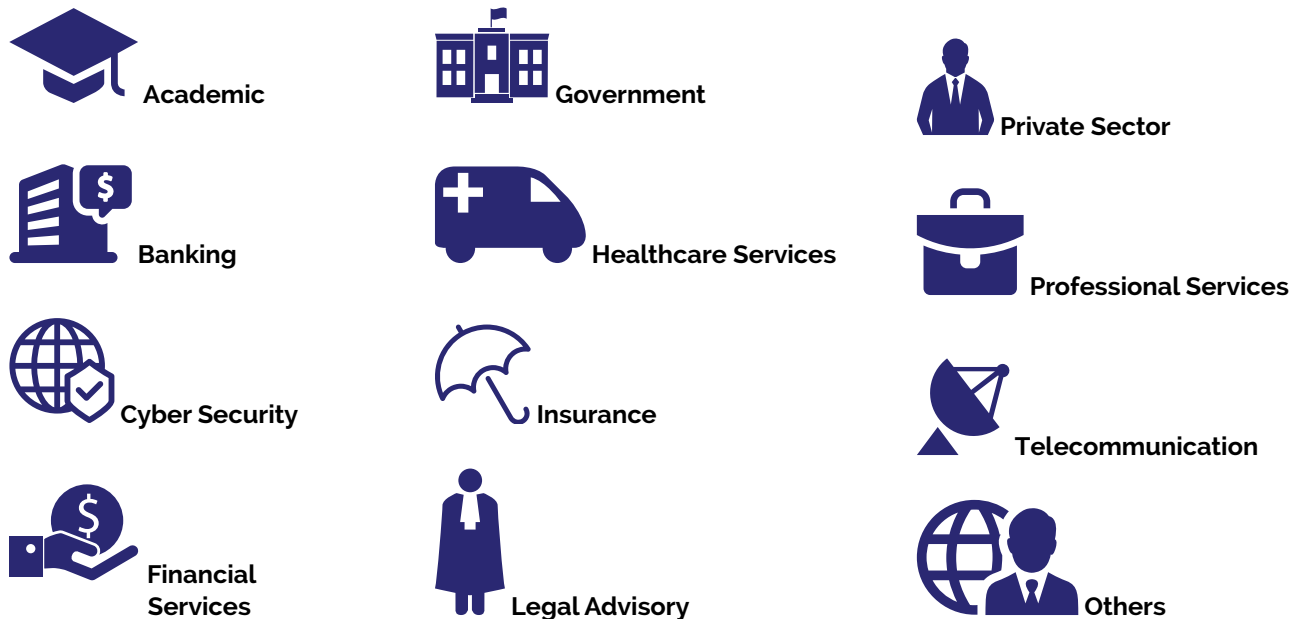 Academic
Government
Private Sector
$
Banking
Healthcare Services
Professional Services
Cyber Security
Insurance
Telecommunication
$
Financial
Services
Legal Advisory
Others